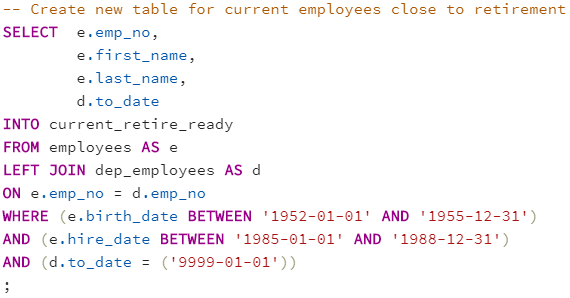 -- Create new table for current employees close to retirement
SELECT  e.emp_no,
        e.first_name,
        e.last_name,
        d.to_date
INTO current_retire_ready
FROM employees AS e
LEFT JOIN dep_employees AS d
ON e.emp_no = d.emp_no
WHERE (e.birth_date BETWEEN '1952-01-01' AND '1955-12-31')
AND (e.hire_date BETWEEN '1985-01-01' AND '1988-12-31')
AND (d.to_date = ('9999-01-01'))
;